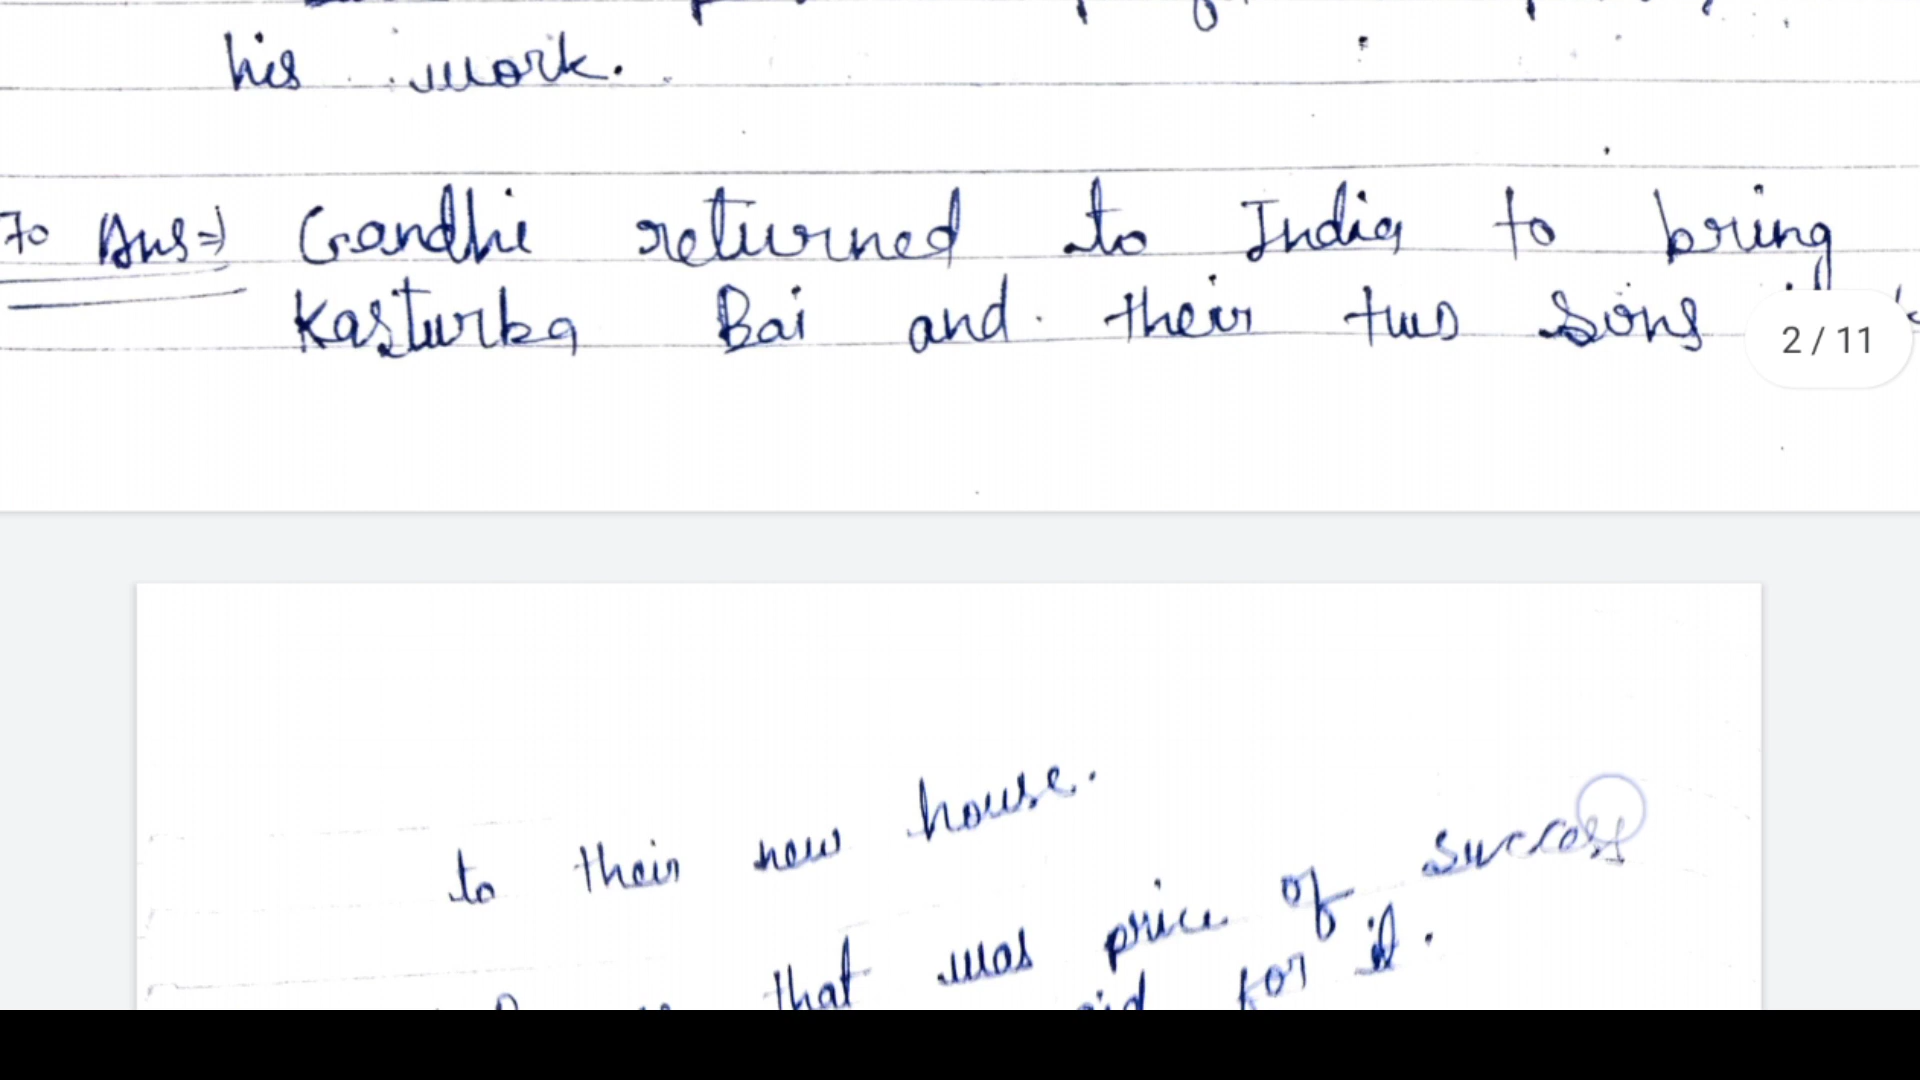 his work.
70 Ans⇒ Gandhi returned to India to bring
Kasturba Bai and their two sons
2 / 11
to their new house.
that was price of success
for it.